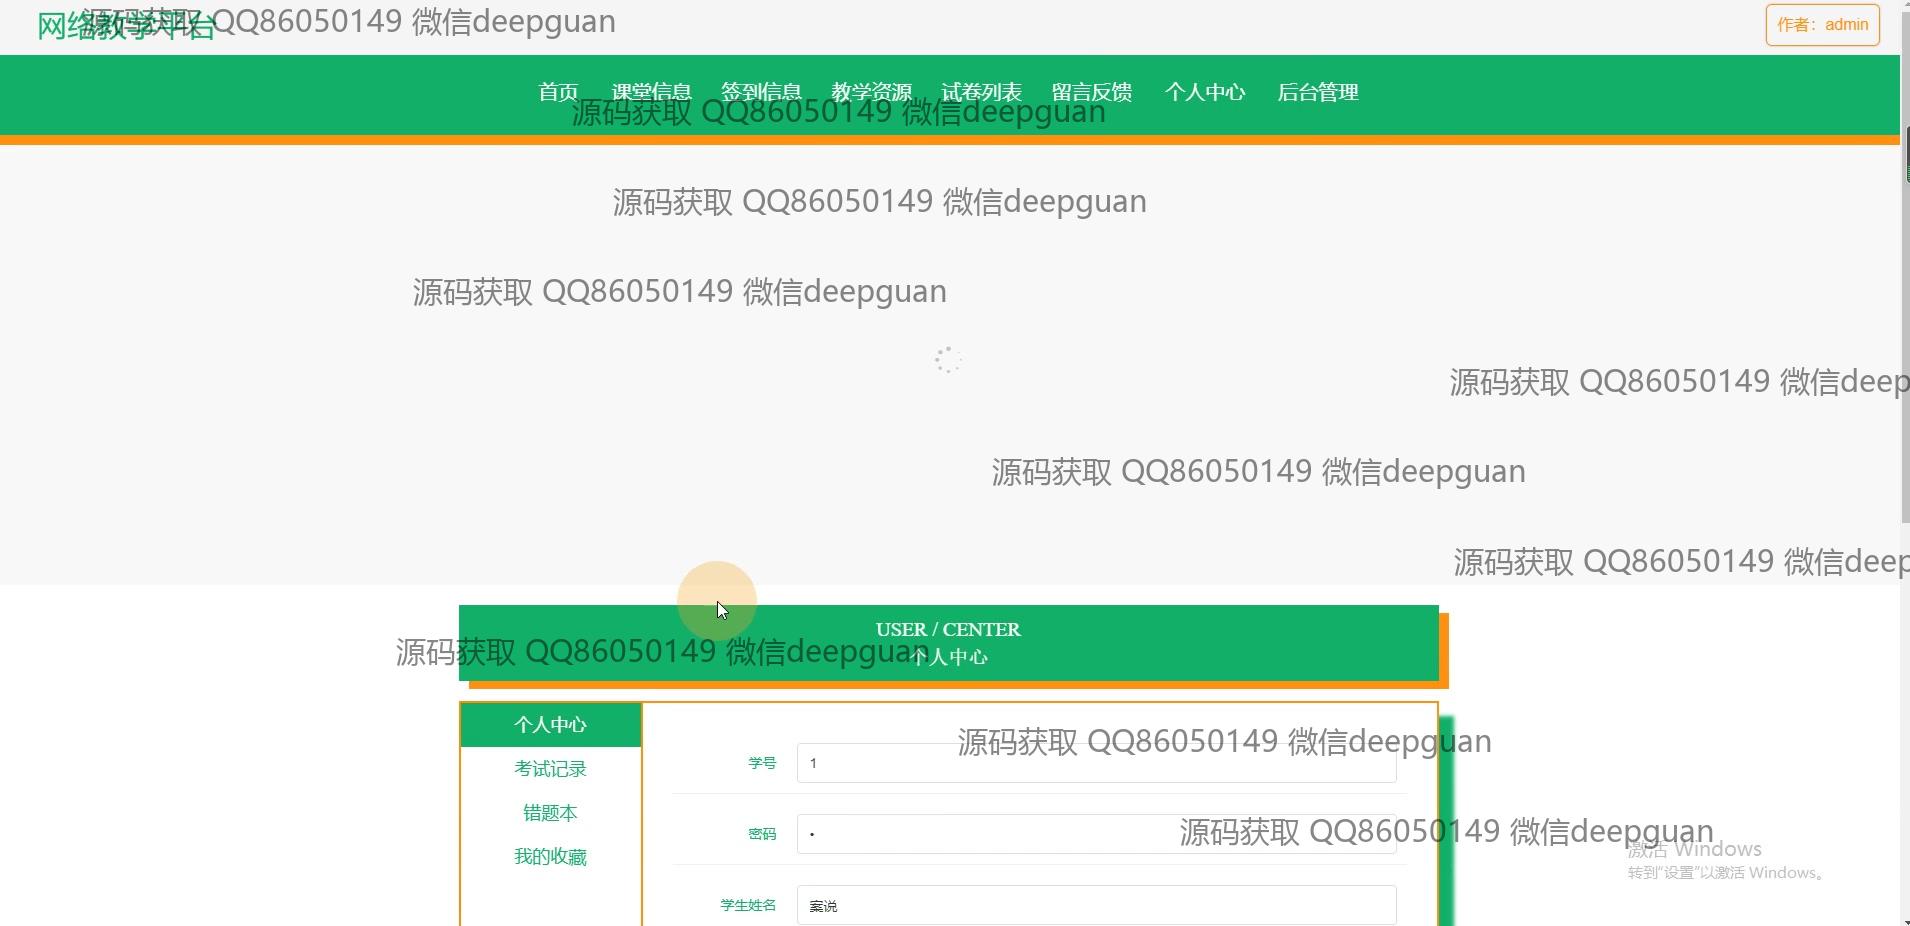 网络教学平台
源码获取 QQ86050149 微信deepguan
作者：admin
首页 课堂信息 签到信息 教学资源 试卷列表 留言反馈 个人中心 后台管理
源码获取 QQ86050149 微信deepguan
源码获取 QQ86050149 微信deepguan
源码获取 QQ86050149 微信deepguan
源码获取 QQ86050149 微信deep
源码获取 QQ86050149 微信deepguan
源码获取 QQ86050149 微信deep
USER / CENTER
源码获取 QQ86050149 微信deepguan
个人中心
个人中心
考试记录
错题本
我的收藏
源码获取 QQ86050149 微信deepguan
学号 1
源码获取 QQ86050149 微信deepguan
密码 •
学生姓名 案说
激活 Windows
转到“设置”以激活 Windows。